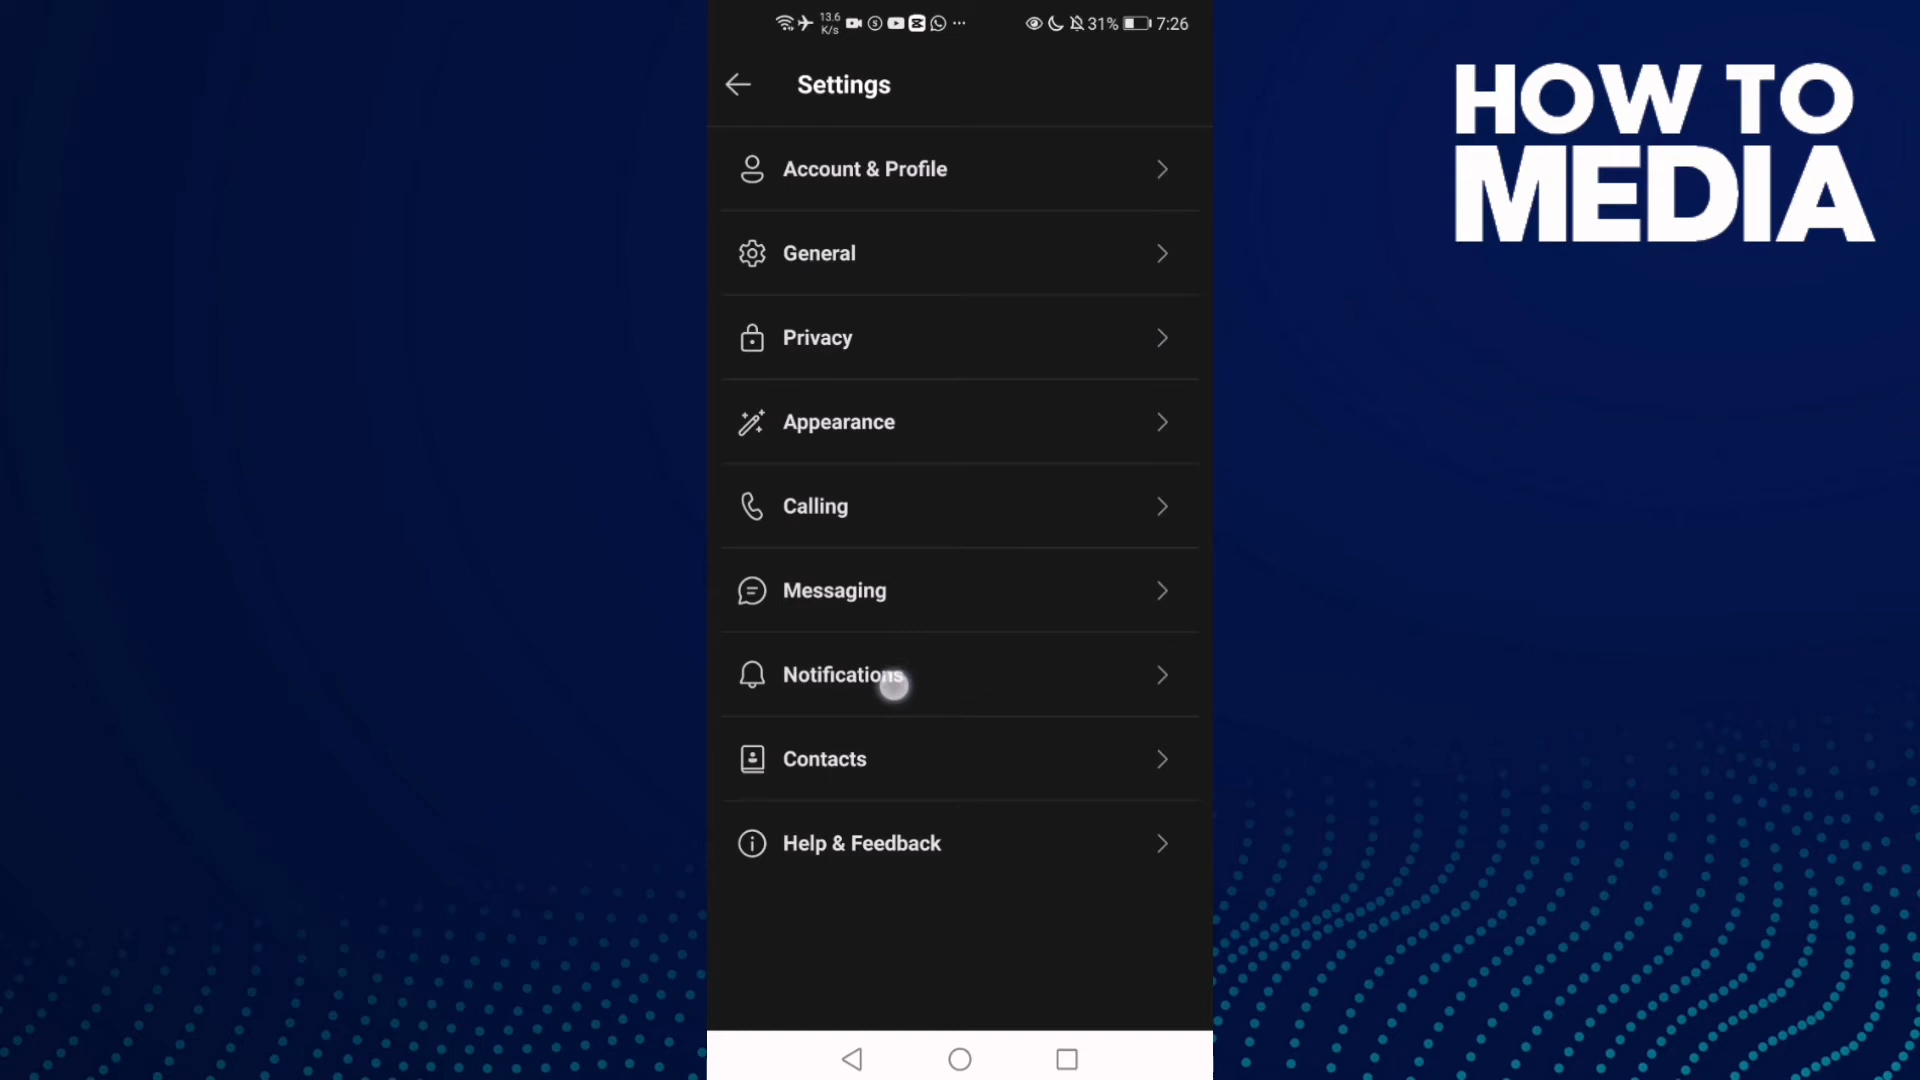 13.6
K/s
31%
7:26
Settings
Account & Profile
General
Privacy
Appearance
Calling
Messaging
Notifications
Contacts
Help & Feedback
HOW TO
MEDIA